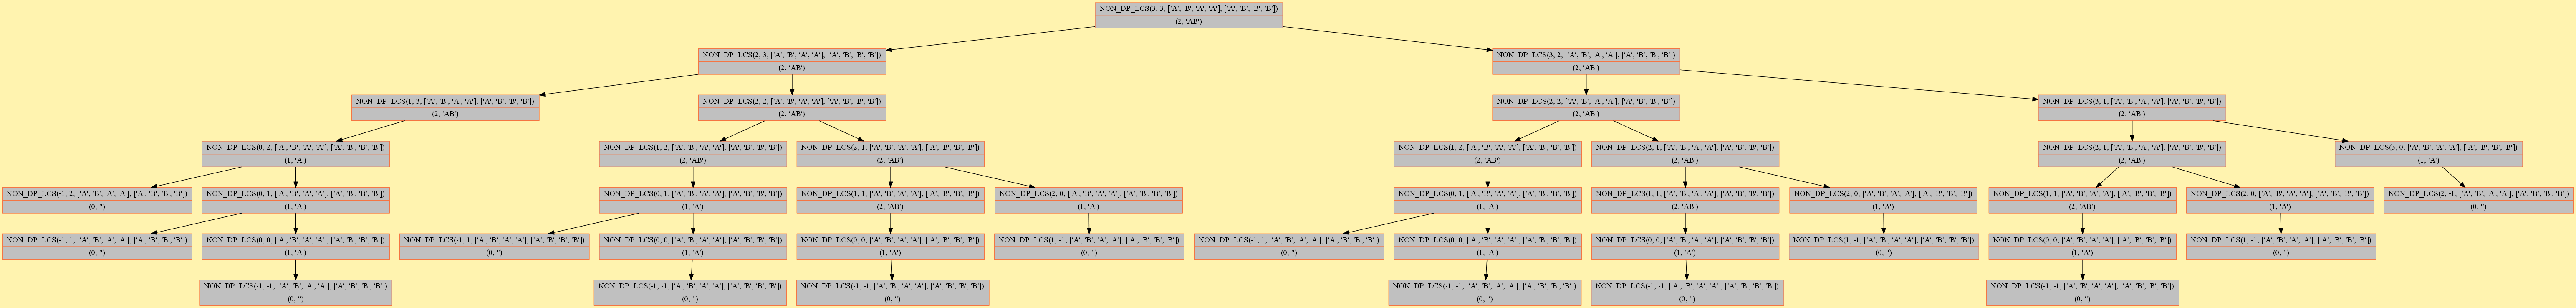 NON_DP_LCS(3, 3, ['A', 'B', 'A', 'A'], ['A', 'B', 'B', 'B'])
(2, 'AB')
NON_DP_LCS(2, 3, ['A', 'B', 'A', 'A'], ['A', 'B', 'B', 'B'])
(2, 'AB')
NON_DP_LCS(3, 2, ['A', 'B', 'A', 'A'], ['A', 'B', 'B', 'B'])
(2, 'AB')
NON_DP_LCS(1, 3, ['A', 'B', 'A', 'A'], ['A', 'B', 'B', 'B'])
(2, 'AB')
NON_DP_LCS(2, 2, ['A', 'B', 'A', 'A'], ['A', 'B', 'B', 'B'])
(2, 'AB')
NON_DP_LCS(2, 2, ['A', 'B', 'A', 'A'], ['A', 'B', 'B', 'B'])
(2, 'AB')
NON_DP_LCS(3, 1, ['A', 'B', 'A', 'A'], ['A', 'B', 'B', 'B'])
(2, 'AB')
NON_DP_LCS(0, 2, ['A', 'B', 'A', 'A'], ['A', 'B', 'B', 'B'])
(1, 'A')
NON_DP_LCS(1, 2, ['A', 'B', 'A', 'A'], ['A', 'B', 'B', 'B'])
(2, 'AB')
NON_DP_LCS(2, 1, ['A', 'B', 'A', 'A'], ['A', 'B', 'B', 'B'])
(2, 'AB')
NON_DP_LCS(1, 2, ['A', 'B', 'A', 'A'], ['A', 'B', 'B', 'B'])
(2, 'AB')
NON_DP_LCS(2, 1, ['A', 'B', 'A', 'A'], ['A', 'B', 'B', 'B'])
(2, 'AB')
NON_DP_LCS(2, 1, ['A', 'B', 'A', 'A'], ['A', 'B', 'B', 'B'])
(2, 'AB')
NON_DP_LCS(3, 0, ['A', 'B', 'A', 'A'], ['A', 'B', 'B', 'B'])
(1, 'A')
NON_DP_LCS(-1, 2, ['A', 'B', 'A', 'A'], ['A', 'B', 'B', 'B'])
(0, '')
NON_DP_LCS(0, 1, ['A', 'B', 'A', 'A'], ['A', 'B', 'B', 'B'])
(1, 'A')
NON_DP_LCS(0, 1, ['A', 'B', 'A', 'A'], ['A', 'B', 'B', 'B'])
(1, 'A')
NON_DP_LCS(1, 1, ['A', 'B', 'A', 'A'], ['A', 'B', 'B', 'B'])
(2, 'AB')
NON_DP_LCS(2, 0, ['A', 'B', 'A', 'A'], ['A', 'B', 'B', 'B'])
(1, 'A')
NON_DP_LCS(0, 1, ['A', 'B', 'A', 'A'], ['A', 'B', 'B', 'B'])
(1, 'A')
NON_DP_LCS(1, 1, ['A', 'B', 'A', 'A'], ['A', 'B', 'B', 'B'])
(2, 'AB')
NON_DP_LCS(2, 0, ['A', 'B', 'A', 'A'], ['A', 'B', 'B', 'B'])
(1, 'A')
NON_DP_LCS(1, 1, ['A', 'B', 'A', 'A'], ['A', 'B', 'B', 'B'])
(2, 'AB')
NON_DP_LCS(2, 0, ['A', 'B', 'A', 'A'], ['A', 'B', 'B', 'B'])
(1, 'A')
NON_DP_LCS(2, -1, ['A', 'B', 'A', 'A'], ['A', 'B', 'B', 'B'])
(0, '')
NON_DP_LCS(-1, 1, ['A', 'B', 'A', 'A'], ['A', 'B', 'B', 'B'])
(0, '')
NON_DP_LCS(0, 0, ['A', 'B', 'A', 'A'], ['A', 'B', 'B', 'B'])
(1, 'A')
NON_DP_LCS(-1, 1, ['A', 'B', 'A', 'A'], ['A', 'B', 'B', 'B'])
(0, '')
NON_DP_LCS(0, 0, ['A', 'B', 'A', 'A'], ['A', 'B', 'B', 'B'])
(1, 'A')
NON_DP_LCS(0, 0, ['A', 'B', 'A', 'A'], ['A', 'B', 'B', 'B'])
(1, 'A')
NON_DP_LCS(1, -1, ['A', 'B', 'A', 'A'], ['A', 'B', 'B', 'B'])
(0, '')
NON_DP_LCS(-1, 1, ['A', 'B', 'A', 'A'], ['A', 'B', 'B', 'B'])
(0, '')
NON_DP_LCS(0, 0, ['A', 'B', 'A', 'A'], ['A', 'B', 'B', 'B'])
(1, 'A')
NON_DP_LCS(0, 0, ['A', 'B', 'A', 'A'], ['A', 'B', 'B', 'B'])
(1, 'A')
NON_DP_LCS(1, -1, ['A', 'B', 'A', 'A'], ['A', 'B', 'B', 'B'])
(0, '')
NON_DP_LCS(0, 0, ['A', 'B', 'A', 'A'], ['A', 'B', 'B', 'B'])
(1, 'A')
NON_DP_LCS(1, -1, ['A', 'B', 'A', 'A'], ['A', 'B', 'B', 'B'])
(0, '')
NON_DP_LCS(-1, -1, ['A', 'B', 'A', 'A'], ['A', 'B', 'B', 'B'])
(0, '')
NON_DP_LCS(-1, -1, ['A', 'B', 'A', 'A'], ['A', 'B', 'B', 'B'])
(0, '')
NON_DP_LCS(-1, -1, ['A', 'B', 'A', 'A'], ['A', 'B', 'B', 'B'])
(0, '')
NON_DP_LCS(-1, -1, ['A', 'B', 'A', 'A'], ['A', 'B', 'B', 'B'])
(0, '')
NON_DP_LCS(-1, -1, ['A', 'B', 'A', 'A'], ['A', 'B', 'B', 'B'])
(0, '')
NON_DP_LCS(-1, -1, ['A', 'B', 'A', 'A'], ['A', 'B', 'B', 'B'])
(0, '')